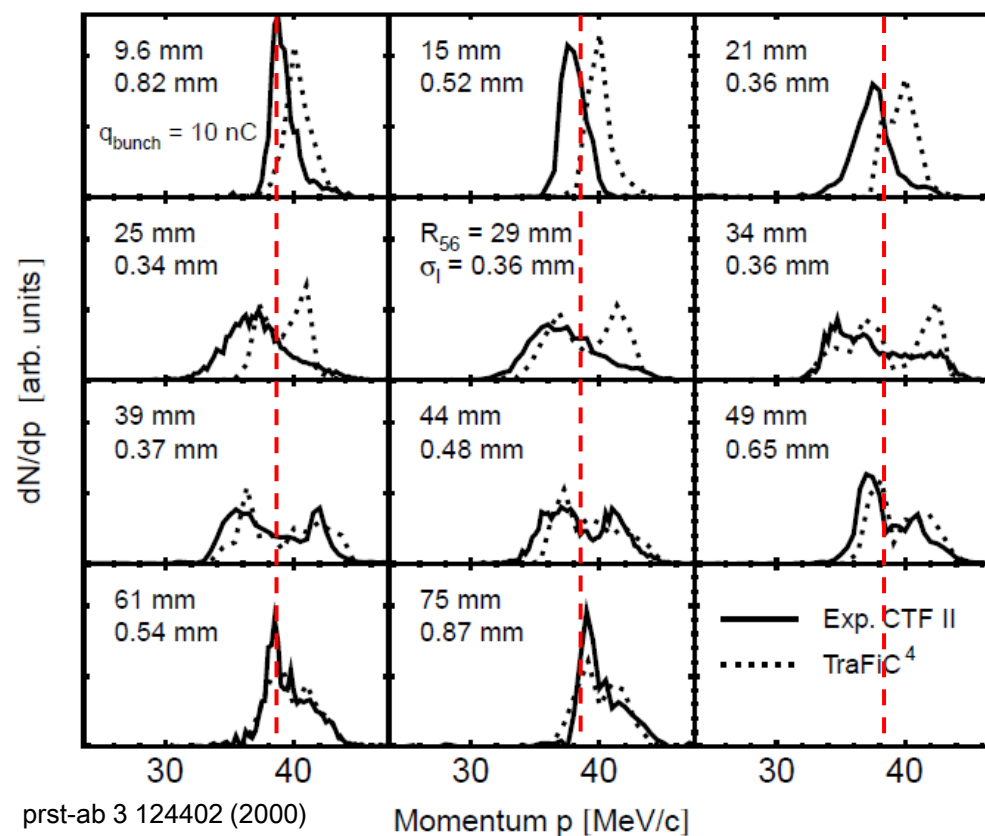 9.6 mm
0.82 mm
q_bunch = 10 nC
15 mm
0.52 mm
21 mm
0.36 mm
25 mm
0.34 mm
R_56 = 29 mm
σ_l = 0.36 mm
34 mm
0.36 mm
39 mm
0.37 mm
44 mm
0.48 mm
49 mm
0.65 mm
61 mm
0.54 mm
75 mm
0.87 mm
Exp. CTF II
TraFiC^4
dN/dp [arb. units]
30 40 30 40 30 40
Momentum p [MeV/c]
prst-ab 3 124402 (2000)